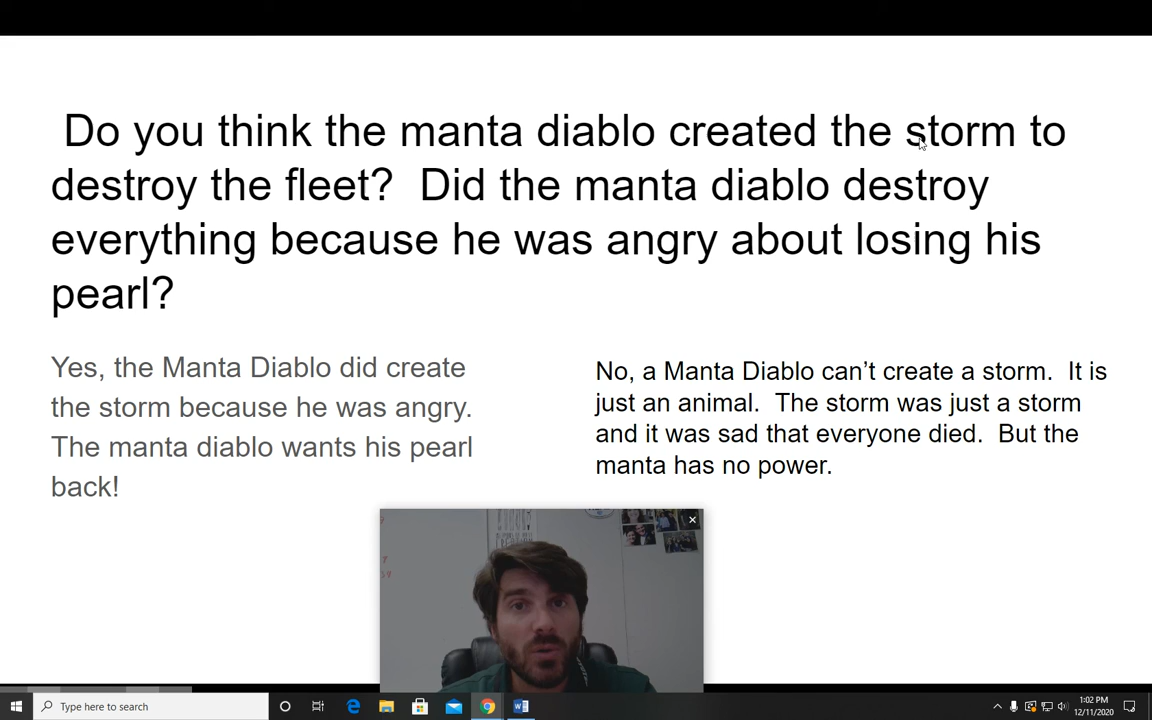 Do you think the manta diablo created the storm to
destroy the fleet?  Did the manta diablo destroy
everything because he was angry about losing his
pearl?
Yes, the Manta Diablo did create
the storm because he was angry.
The manta diablo wants his pearl
back!
No, a Manta Diablo can’t create a storm.  It is
just an animal.  The storm was just a storm
and it was sad that everyone died.  But the
manta has no power.
Type here to search
1:02 PM
12/11/2020